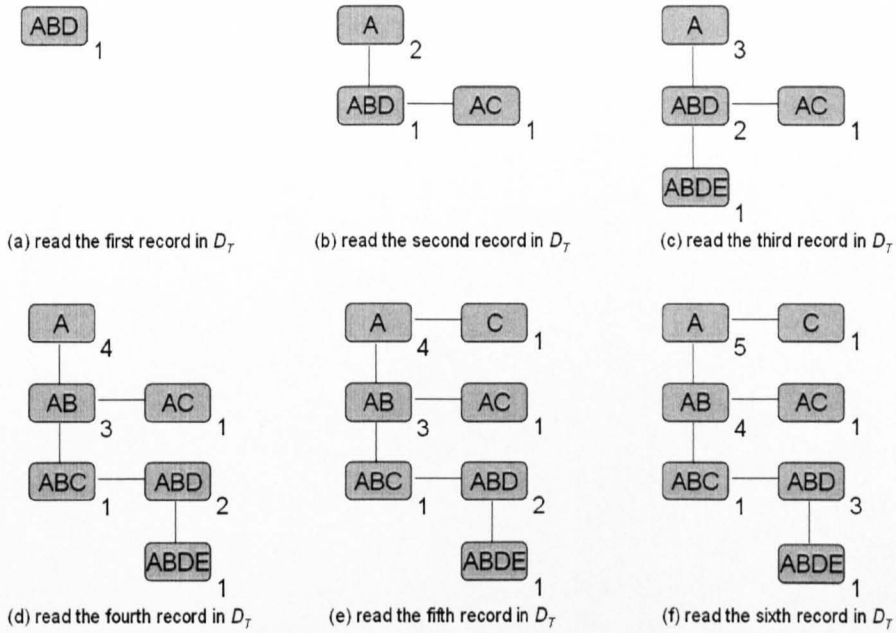 ABD
1
A
2
ABD
1
AC
1
A
3
ABD
2
AC
1
ABDE
1
(a) read the first record in D_T
(b) read the second record in D_T
(c) read the third record in D_T
A
4
AB
3
AC
1
ABC
1
ABD
2
ABDE
1
A
4
C
1
AB
3
AC
1
ABC
1
ABD
2
ABDE
1
A
5
C
1
AB
4
AC
1
ABC
1
ABD
3
ABDE
1
(d) read the fourth record in D_T
(e) read the fifth record in D_T
(f) read the sixth record in D_T